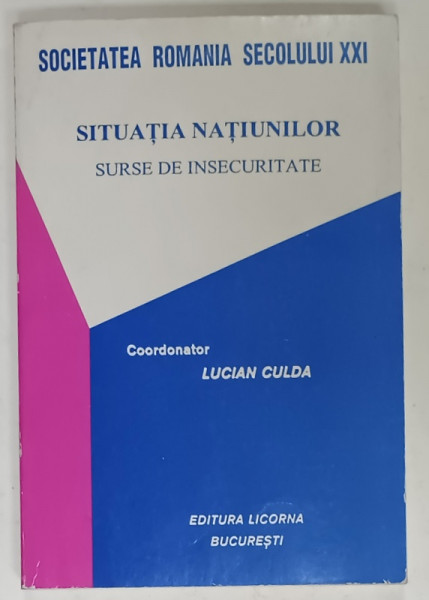 SOCIETATEA ROMANIA SECOLULUI XXI
SITUAȚIA NAȚIUNILOR
SURSE DE INSECURITATE
Coordonator
LUCIAN CULDA
EDITURA LICORNA
BUCUREȘTI